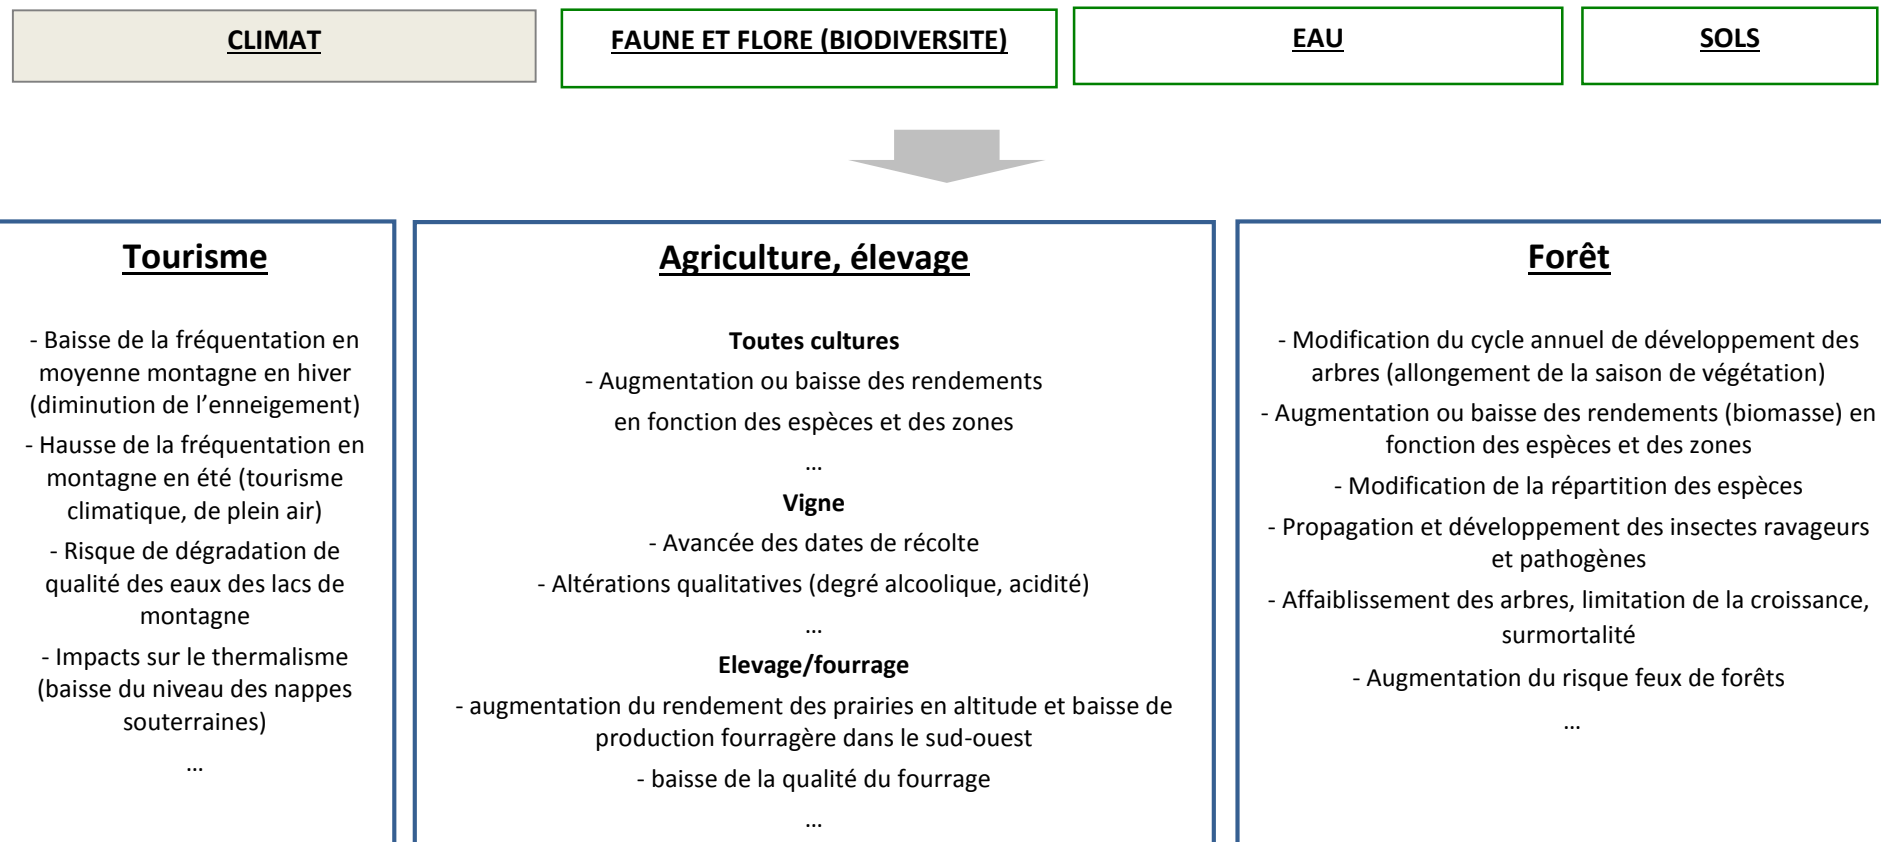 CLIMAT
FAUNE ET FLORE (BIODIVERSITE)
EAU
SOLS
Tourisme
- Baisse de la fréquentation en
moyenne montagne en hiver
(diminution de l’enneigement)
- Hausse de la fréquentation en
montagne en été (tourisme
climatique, de plein air)
- Risque de dégradation de
qualité des eaux des lacs de
montagne
- Impacts sur le thermalisme
(baisse du niveau des nappes
souterraines)
...
Agriculture, élevage
Toutes cultures
- Augmentation ou baisse des rendements
en fonction des espèces et des zones
...
Vigne
- Avancée des dates de récolte
- Altérations qualitatives (degré alcoolique, acidité)
...
Elevage/fourrage
- augmentation du rendement des prairies en altitude et baisse de
production fourragère dans le sud-ouest
- baisse de la qualité du fourrage
...
Forêt
- Modification du cycle annuel de développement des
arbres (allongement de la saison de végétation)
- Augmentation ou baisse des rendements (biomasse) en
fonction des espèces et des zones
- Modification de la répartition des espèces
- Propagation et développement des insectes ravageurs
et pathogènes
- Affaiblissement des arbres, limitation de la croissance,
surmortalité
- Augmentation du risque feux de forêts
...